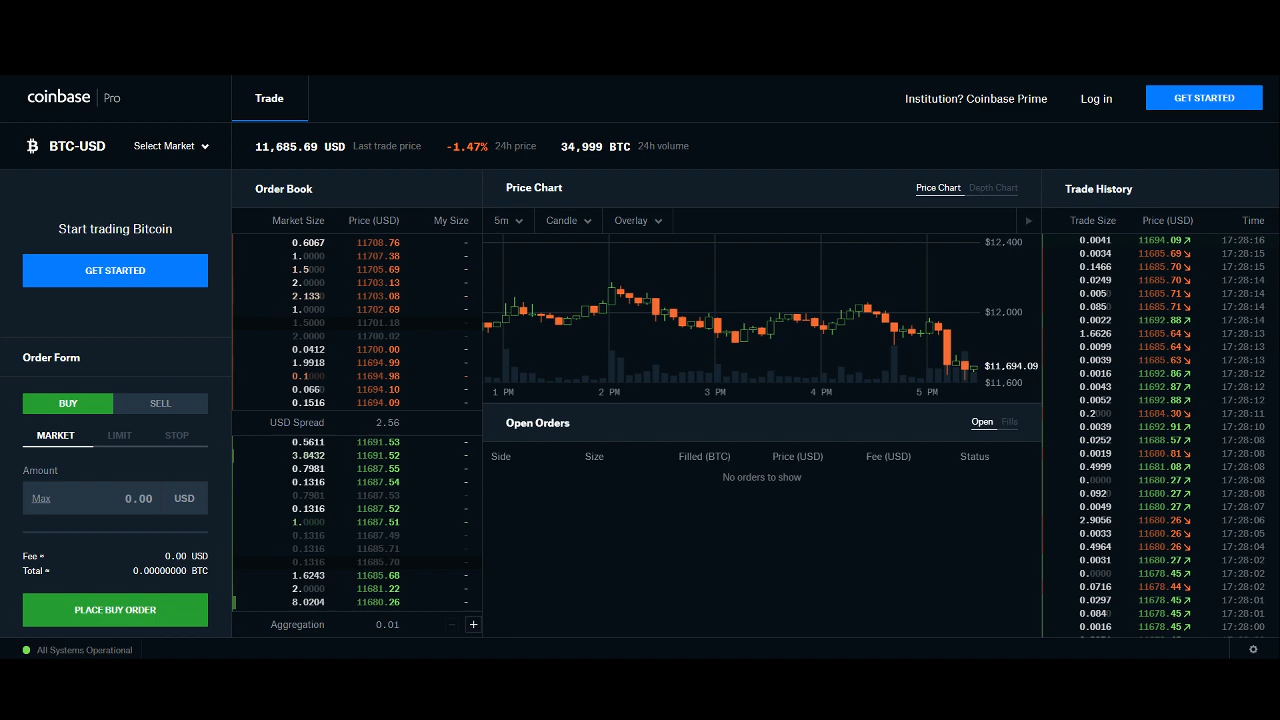 coinbase Pro
Trade
Institution? Coinbase Prime
Log in
GET STARTED
BTC-USD
Select Market
11,685.69 USD Last trade price
-1.47% 24h price
34,999 BTC 24h volume
Start trading Bitcoin
GET STARTED
Order Form
BUY SELL
MARKET LIMIT STOP
Amount
Max 0.00 USD
Fee ≈ 0.00 USD
Total ≈ 0.00000000 BTC
PLACE BUY ORDER
Order Book
Market Size Price (USD) My Size
0.6067 11708.76 -
1.0000 11707.38 -
1.5000 11705.69 -
2.0000 11703.13 -
2.1330 11703.08 -
1.0000 11702.69 -
1.5000 11701.18 -
2.0000 11700.02 -
0.0412 11700.00 -
1.9918 11694.99 -
0.1000 11694.98 -
0.0660 11694.10 -
0.1516 11694.09 -
USD Spread 2.56
0.5611 11691.53 -
3.8432 11691.52 -
0.7981 11687.55 -
0.1316 11687.54 -
0.7981 11687.53 -
0.1316 11687.52 -
1.0000 11687.51 -
0.1316 11687.49 -
0.1316 11685.71 -
0.1316 11685.70 -
1.6243 11685.68 -
2.0000 11681.22 -
8.0204 11680.26 -
Aggregation 0.01 - +
Price Chart
Price Chart Depth Chart
5m Candle Overlay
$12,400
$12,000
$11,694.09
$11,600
1 PM 2 PM 3 PM 4 PM 5 PM
Open Orders
Open Fills
Side Size Filled (BTC) Price (USD) Fee (USD) Status
No orders to show
Trade History
Trade Size Price (USD) Time
0.0041 11694.09↗ 17:28:16
0.0034 11685.69↘ 17:28:15
0.1466 11685.70↘ 17:28:15
0.0249 11685.70↘ 17:28:14
0.0050 11685.71↘ 17:28:14
0.0850 11685.71↘ 17:28:14
0.0022 11692.88↗ 17:28:14
1.6626 11685.64↘ 17:28:13
0.0099 11685.64↘ 17:28:13
0.0039 11685.63↘ 17:28:13
0.0016 11692.86↗ 17:28:12
0.0043 11692.87↗ 17:28:12
0.0052 11692.88↗ 17:28:12
0.2000 11684.30↘ 17:28:11
0.0039 11692.91↗ 17:28:10
0.0252 11688.57↗ 17:28:08
0.0019 11680.81↘ 17:28:08
0.4999 11681.08↗ 17:28:08
0.0000 11680.27↗ 17:28:08
0.0920 11680.27↗ 17:28:08
0.0049 11680.27↗ 17:28:07
2.9056 11680.26↘ 17:28:06
0.0033 11680.26↘ 17:28:05
0.4964 11680.26↘ 17:28:04
0.0031 11680.27↗ 17:28:02
0.0000 11678.45↗ 17:28:02
0.0716 11678.44↘ 17:28:02
0.0297 11678.45↗ 17:28:01
0.0840 11678.45↗ 17:28:01
0.0016 11678.45↗ 17:28:00
All Systems Operational